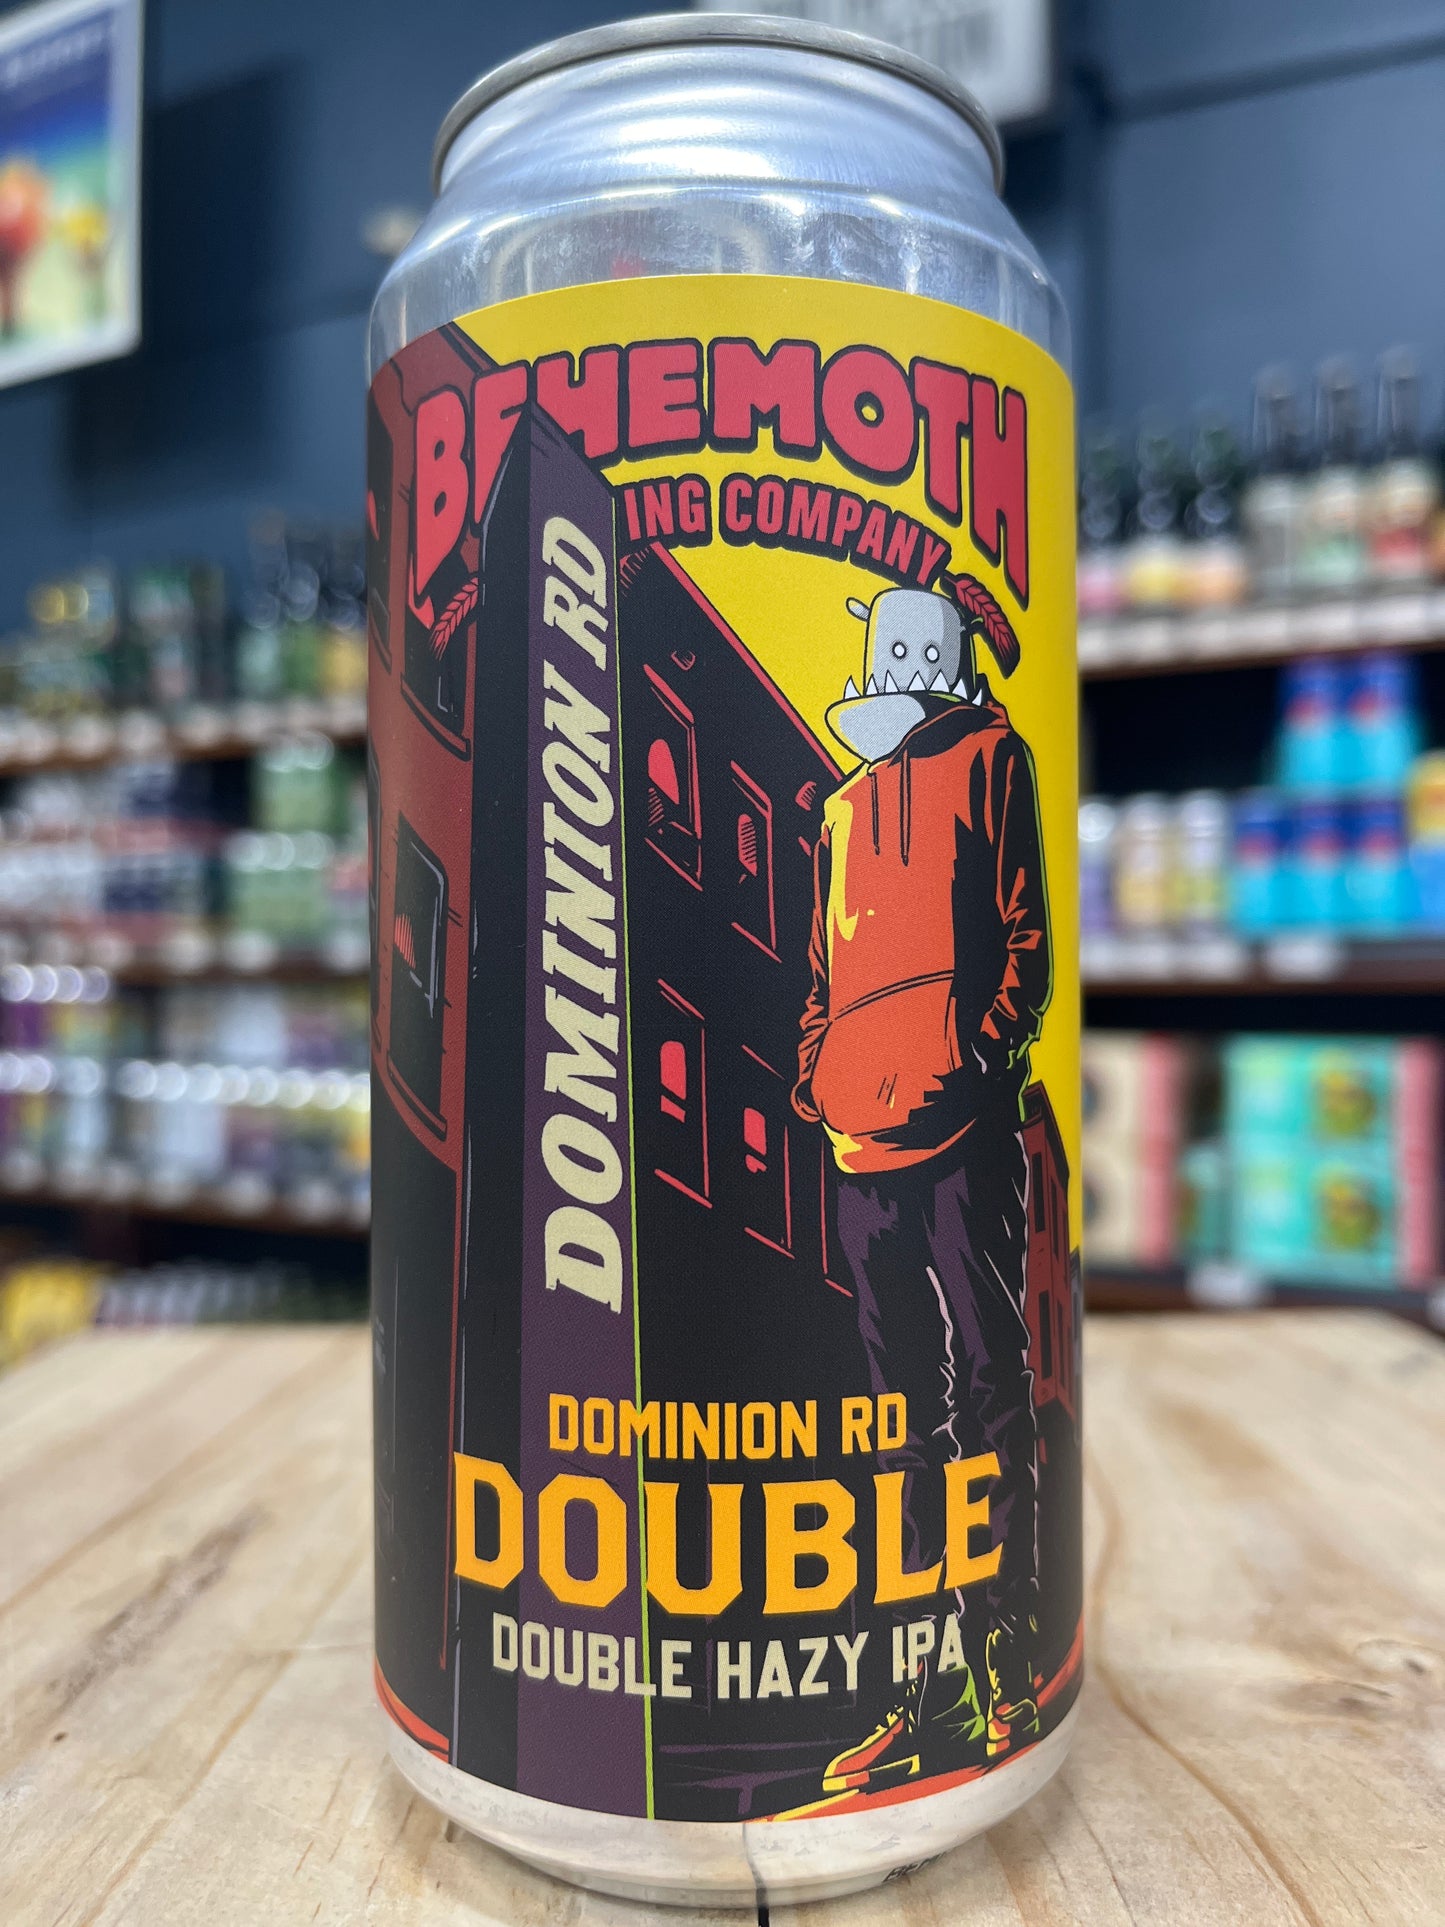 BEHEMOTH
ING COMPANY
DOMINION RD
DOMINION RD
DOUBLE
DOUBLE HAZY IPA